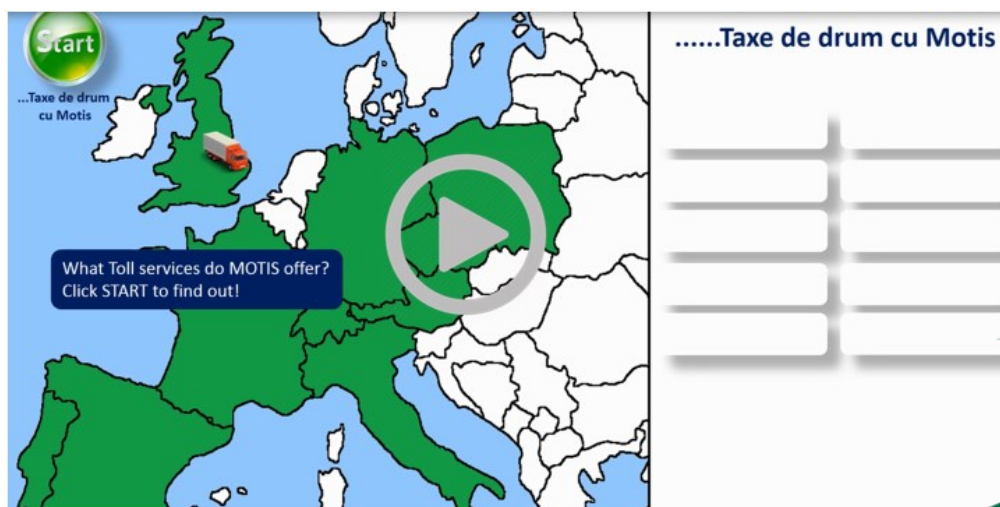 Start
...Taxe de drum
cu Motis
What Toll services do MOTIS offer?
Click START to find out!
......Taxe de drum cu Motis